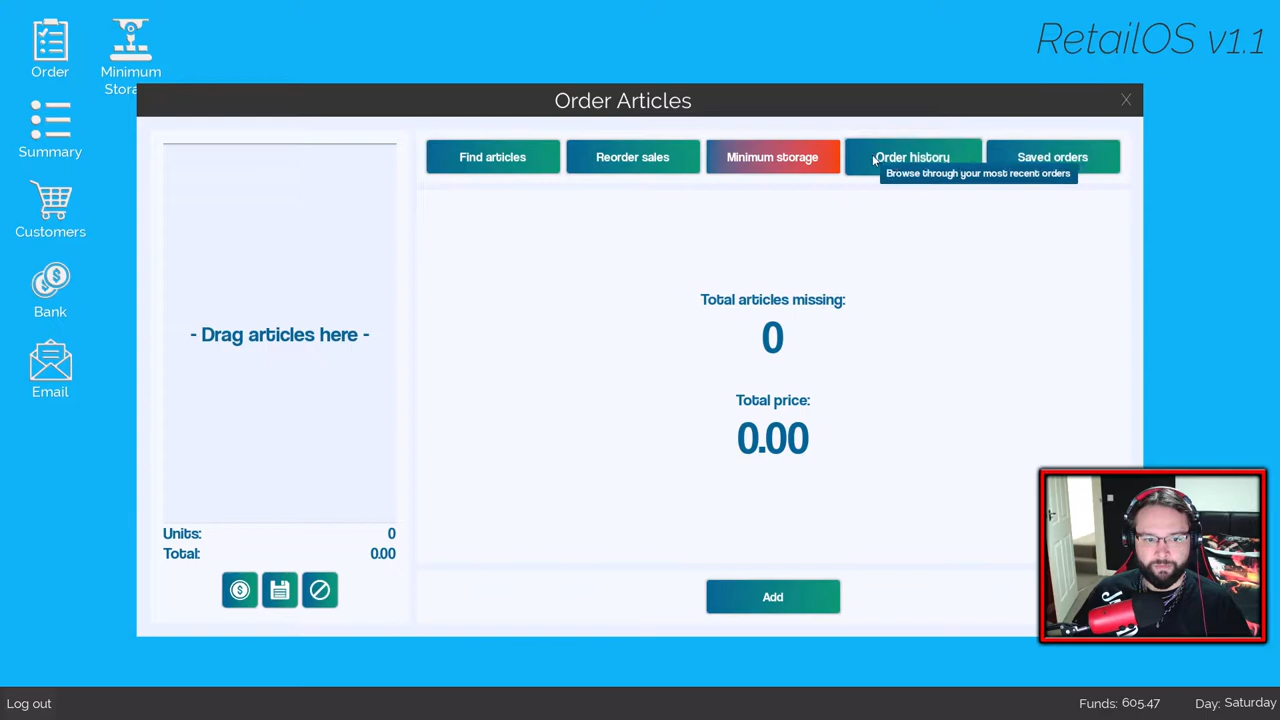 RetailOS v1.1
Order
Minimum
Stora
Summary
Customers
Bank
Email
Order Articles
X
Find articles
Reorder sales
Minimum storage
Order history
Saved orders
Browse through your most recent orders
- Drag articles here -
Total articles missing:
0
Total price:
0.00
Units: 0
Total: 0.00
Add
Log out
Funds: 605.47
Day: Saturday